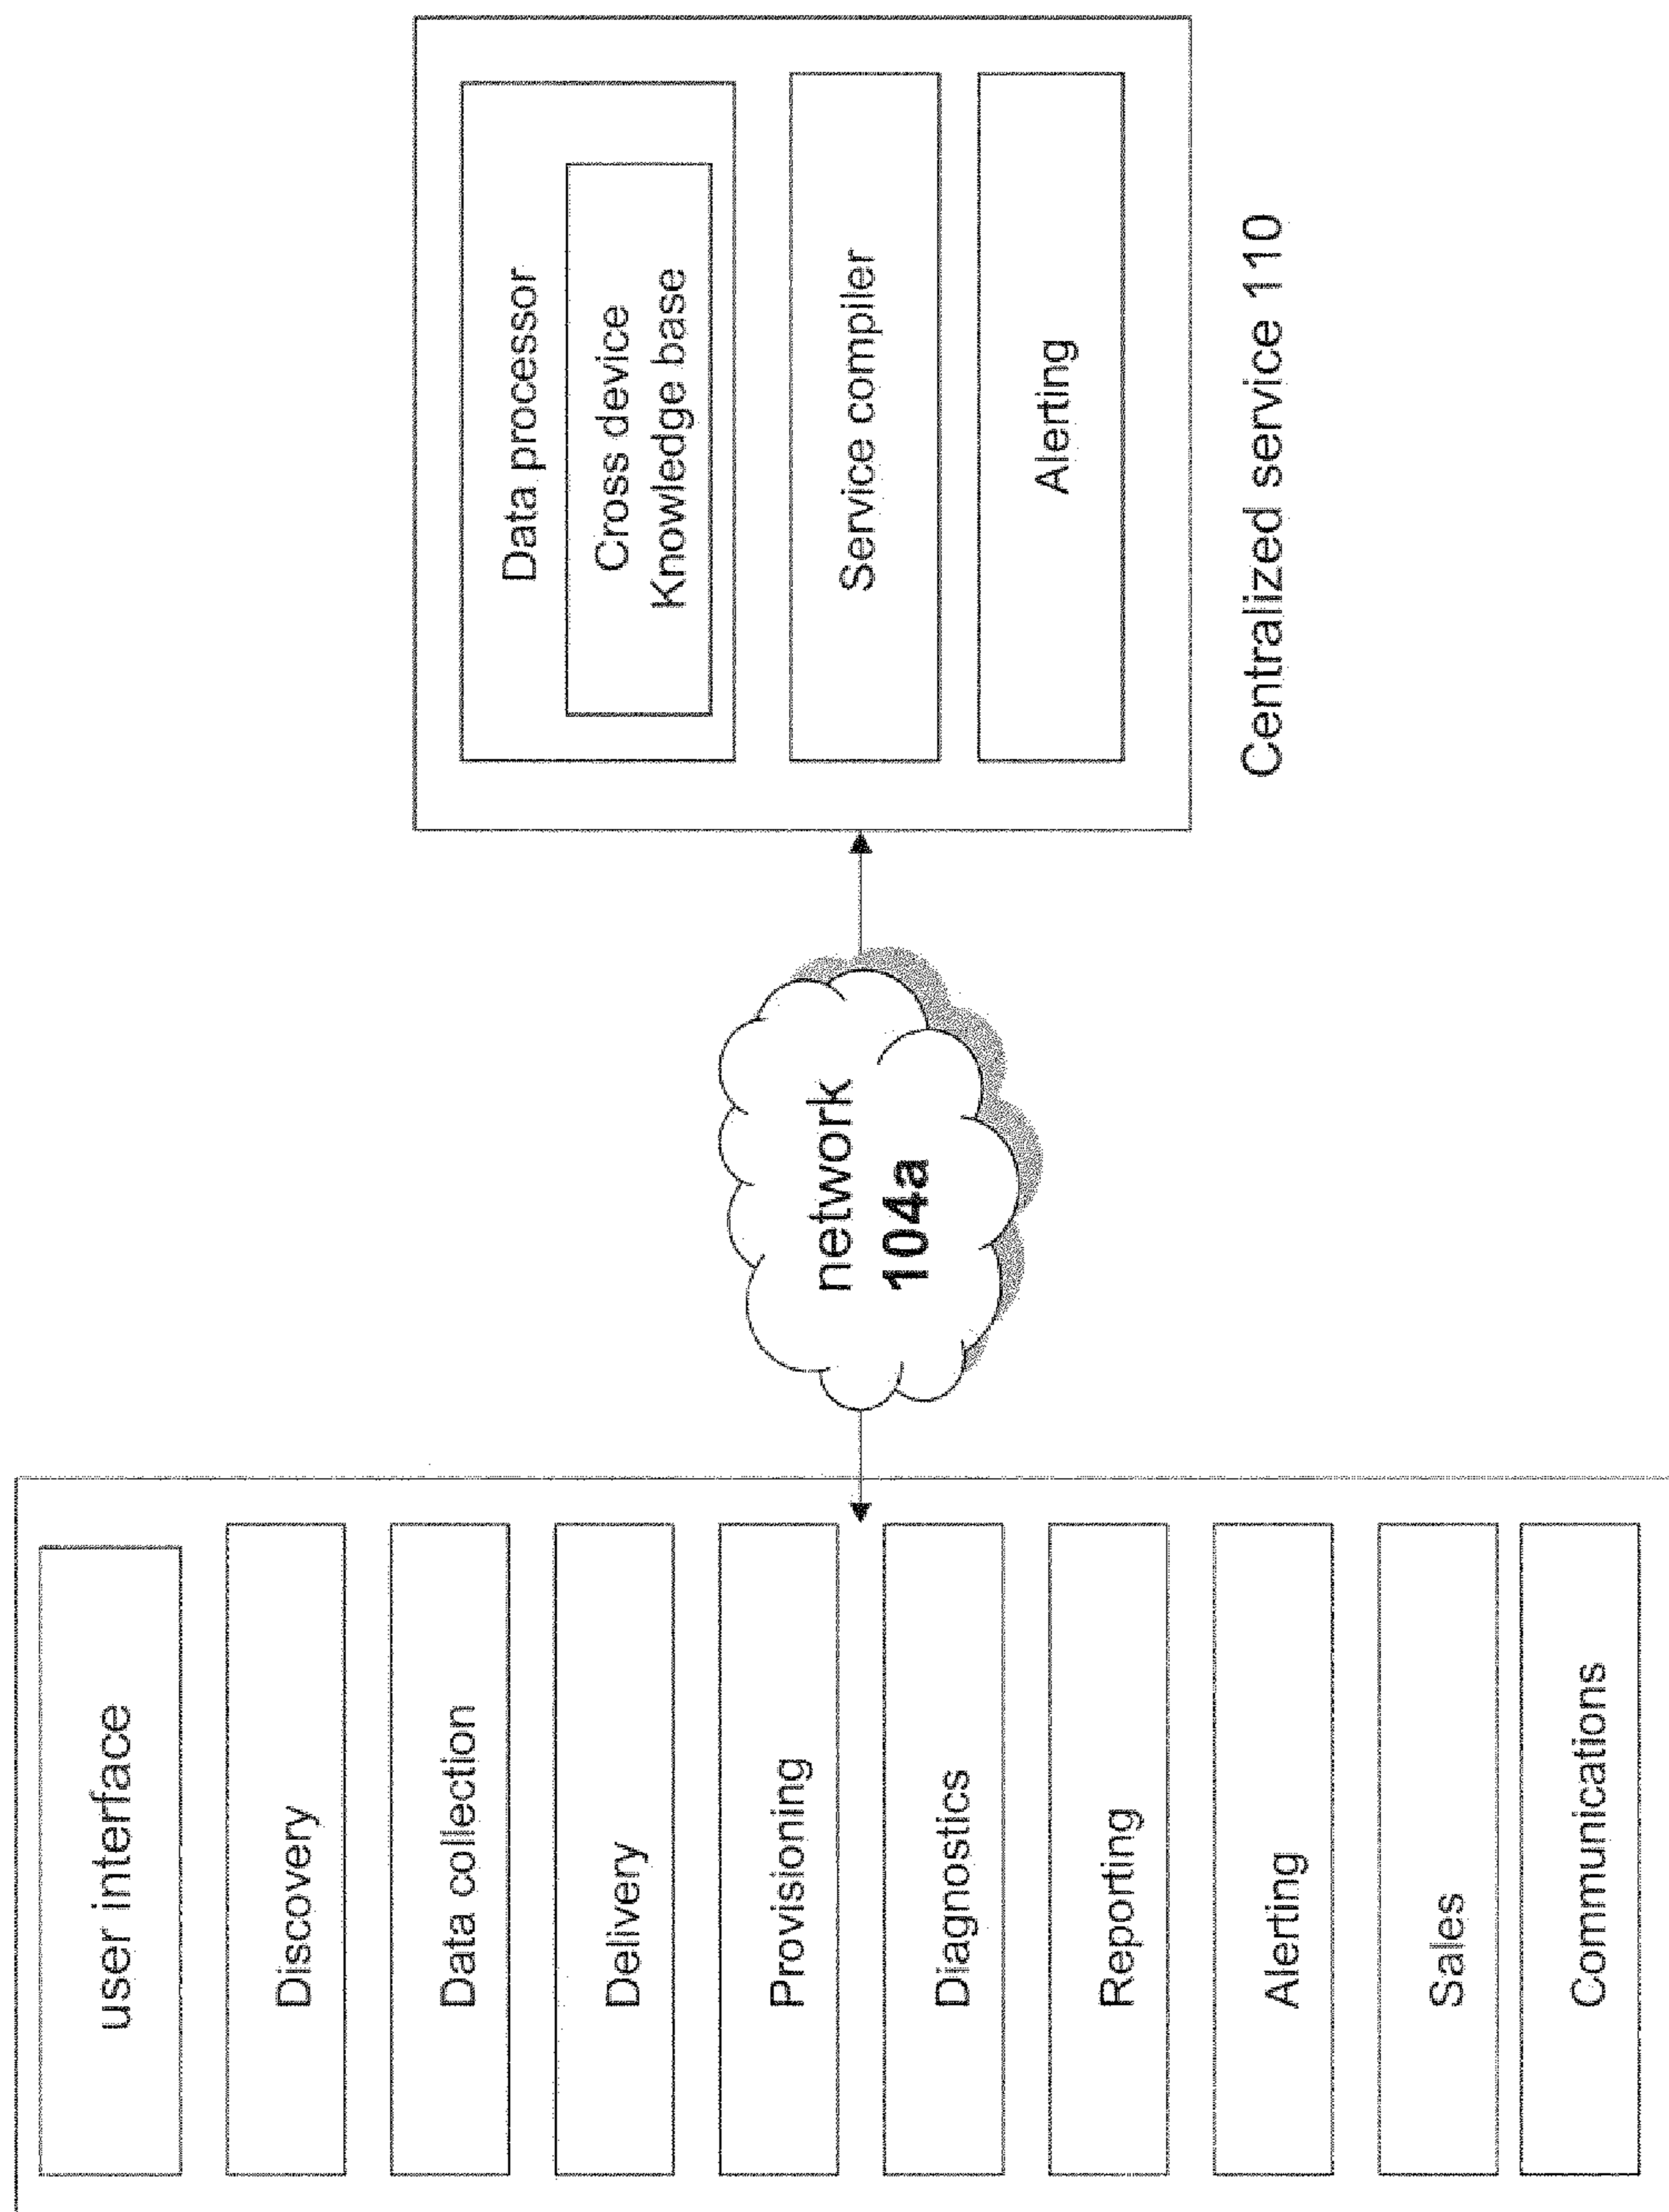 user interface
Discovery
Data collection
Delivery
Provisioning
Diagnostics
Reporting
Alerting
Sales
Communications
network
104a
Data processor
Cross device
Knowledge base
Service compiler
Alerting
Centralized service 110